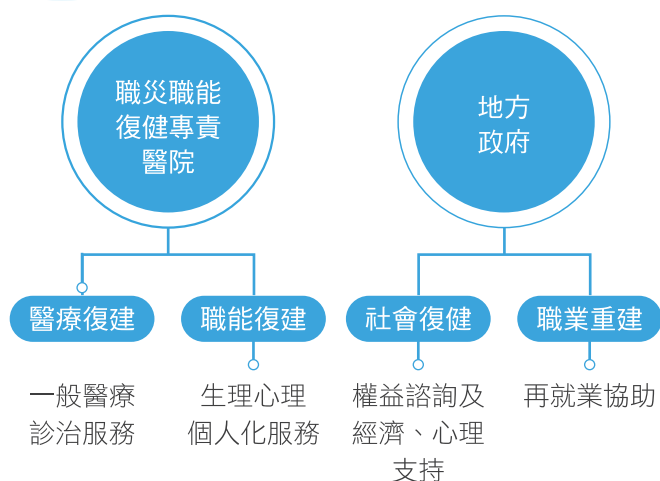 職災職能
復健專責
醫院
地方
政府
醫療復建
職能復建
社會復健
職業重建
一般醫療
診治服務
生理心理
個人化服務
權益諮詢及
經濟、心理
支持
再就業協助